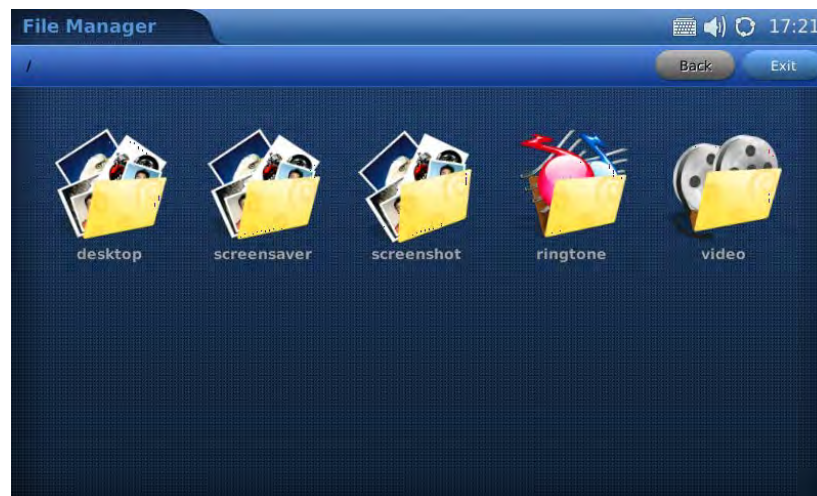 File Manager 17:21
/ Back Exit
desktop screensaver screenshot ringtone video